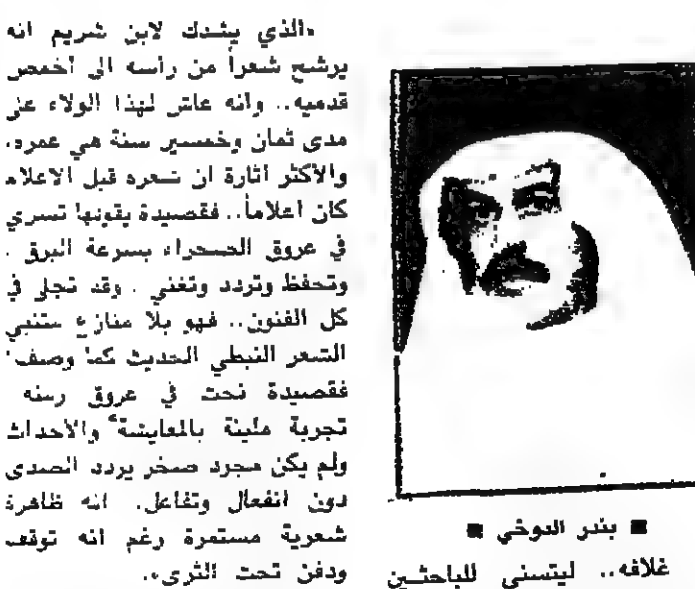 ■ بندر الدوخي ■
غلافه.. ليتسنى للباحثين
«الذي يشدك لابن شريم انه
يرشح شعراً من رأسه الى أخمص
قدميه.. وانه عاش لهذا الولاء على
مدى ثمان وخمسين سنة هي عمره،
والأكثر اثارة ان شعره قبل الاعلام
كان اعلاماً.. فقصيدة يقولها تسري
في عروق الصحراء بسرعة البرق .
وتحفظ وتردد وتغني . وقد تجلى في
كل الفنون.. فهو بلا منازع متنبي
الشعر النبطي الحديث كما وصف
فقصيدة نحت في عروق
تجربة مليئة بالمعايشة والأحداث
ولم يكن مجرد صخر يردد الصدى
دون انفعال وتفاعل. انه ظاهرة
شعرية مستمرة رغم انه توقف
ودفن تحت الثرى».